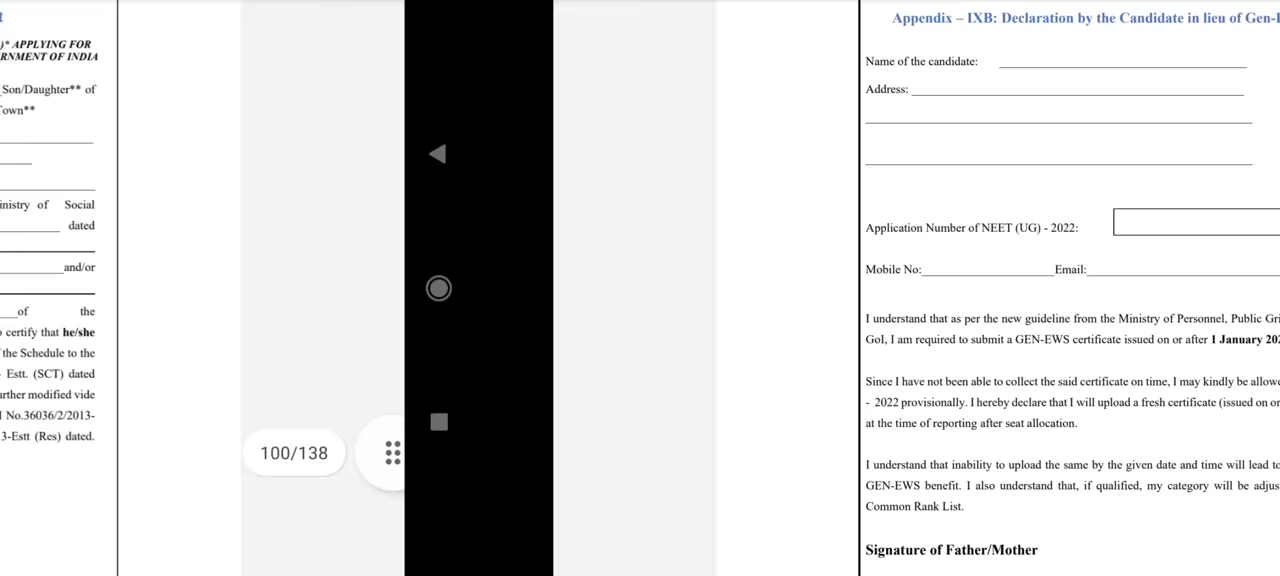 )* APPLYING FOR
RNMENT OF INDIA
Son/Daughter** of
Town**
inistry of Social
dated
and/or
of the
certify that he/she
the Schedule to the
Estt. (SCT) dated
urther modified vide
No.36036/2/2013-
3-Estt (Res) dated.
100/138
Appendix – IXB: Declaration by the Candidate in lieu of Gen-
Name of the candidate:
Address:
Application Number of NEET (UG) - 2022:
Mobile No: Email:
I understand that as per the new guideline from the Ministry of Personnel, Public Gri
GoI, I am required to submit a GEN-EWS certificate issued on or after 1 January 202
Since I have not been able to collect the said certificate on time, I may kindly be allowe
- 2022 provisionally. I hereby declare that I will upload a fresh certificate (issued on or
at the time of reporting after seat allocation.
I understand that inability to upload the same by the given date and time will lead to
GEN-EWS benefit. I also understand that, if qualified, my category will be adjus
Common Rank List.
Signature of Father/Mother